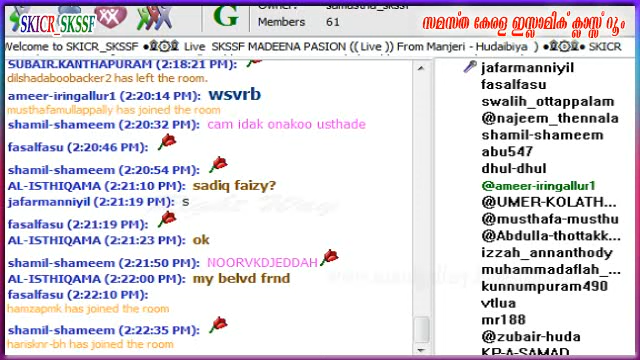 SKICR_SKSSF
G
Members 61
സമസ്ത കേരള ഇസ്ലാമിക് ക്ലാസ്സ് റൂം
Welcome to SKICR_SKSSF Live SKSSF MADEENA PASION (( Live )) From Manjeri - Hudaibiya ) SKICR
SUBAIR.KANTHAPURAM (2:18:21 PM):
dilshadaboobacker2 has left the room.
ameer-iringallur1 (2:20:14 PM): wsvrb
musthafamullappally has joined the room
shamil-shameem (2:20:32 PM): cam idak onakoo usthade
fasalfasu (2:20:46 PM):
shamil-shameem (2:20:54 PM):
AL-ISTHIQAMA (2:21:10 PM): sadiq faizy?
jafarmanniyil (2:21:19 PM): s
fasalfasu (2:21:19 PM):
AL-ISTHIQAMA (2:21:23 PM): ok
shamil-shameem (2:21:50 PM): NOORVKDJEDDAH
AL-ISTHIQAMA (2:22:00 PM): my belvd frnd
fasalfasu (2:22:10 PM):
hamzapmk has joined the room
shamil-shameem (2:22:35 PM):
harisknr-bh has joined the room
jafarmanniyil
fasalfasu
swalih_ottappalam
@najeem_thennala
shamil-shameem
abu547
dhul-dhul
@ameer-iringallur1
@UMER-KOLATH...
@musthafa-musthu
@Abdulla-thottakk...
izzah_annanthody
muhammadaflah_...
kunnumpuram490
vtlua
mr188
@zubair-huda
KP-A-SAMAD